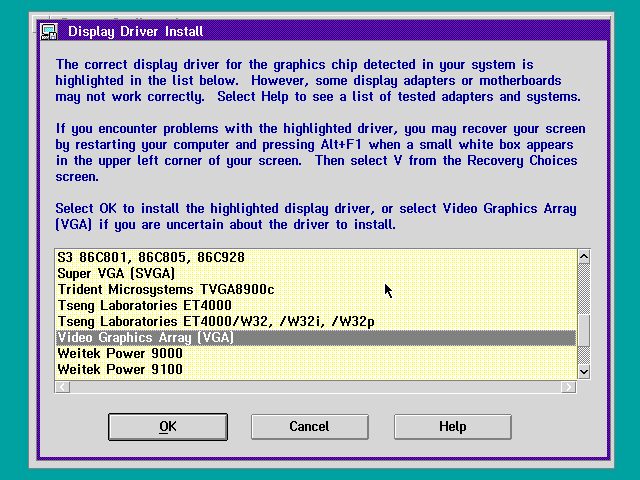 Display Driver Install
The correct display driver for the graphics chip detected in your system is
highlighted in the list below.  However, some display adapters or motherboards
may not work correctly.  Select Help to see a list of tested adapters and systems.
If you encounter problems with the highlighted driver, you may recover your screen
by restarting your computer and pressing Alt+F1 when a small white box appears
in the upper left corner of your screen.  Then select V from the Recovery Choices
screen.
Select OK to install the highlighted display driver, or select Video Graphics Array
(VGA) if you are uncertain about the driver to install.
S3 86C801, 86C805, 86C928
Super VGA (SVGA)
Trident Microsystems TVGA8900c
Tseng Laboratories ET4000
Tseng Laboratories ET4000/W32, /W32i, /W32p
Video Graphics Array (VGA)
Weitek Power 9000
Weitek Power 9100
OK
Cancel
Help